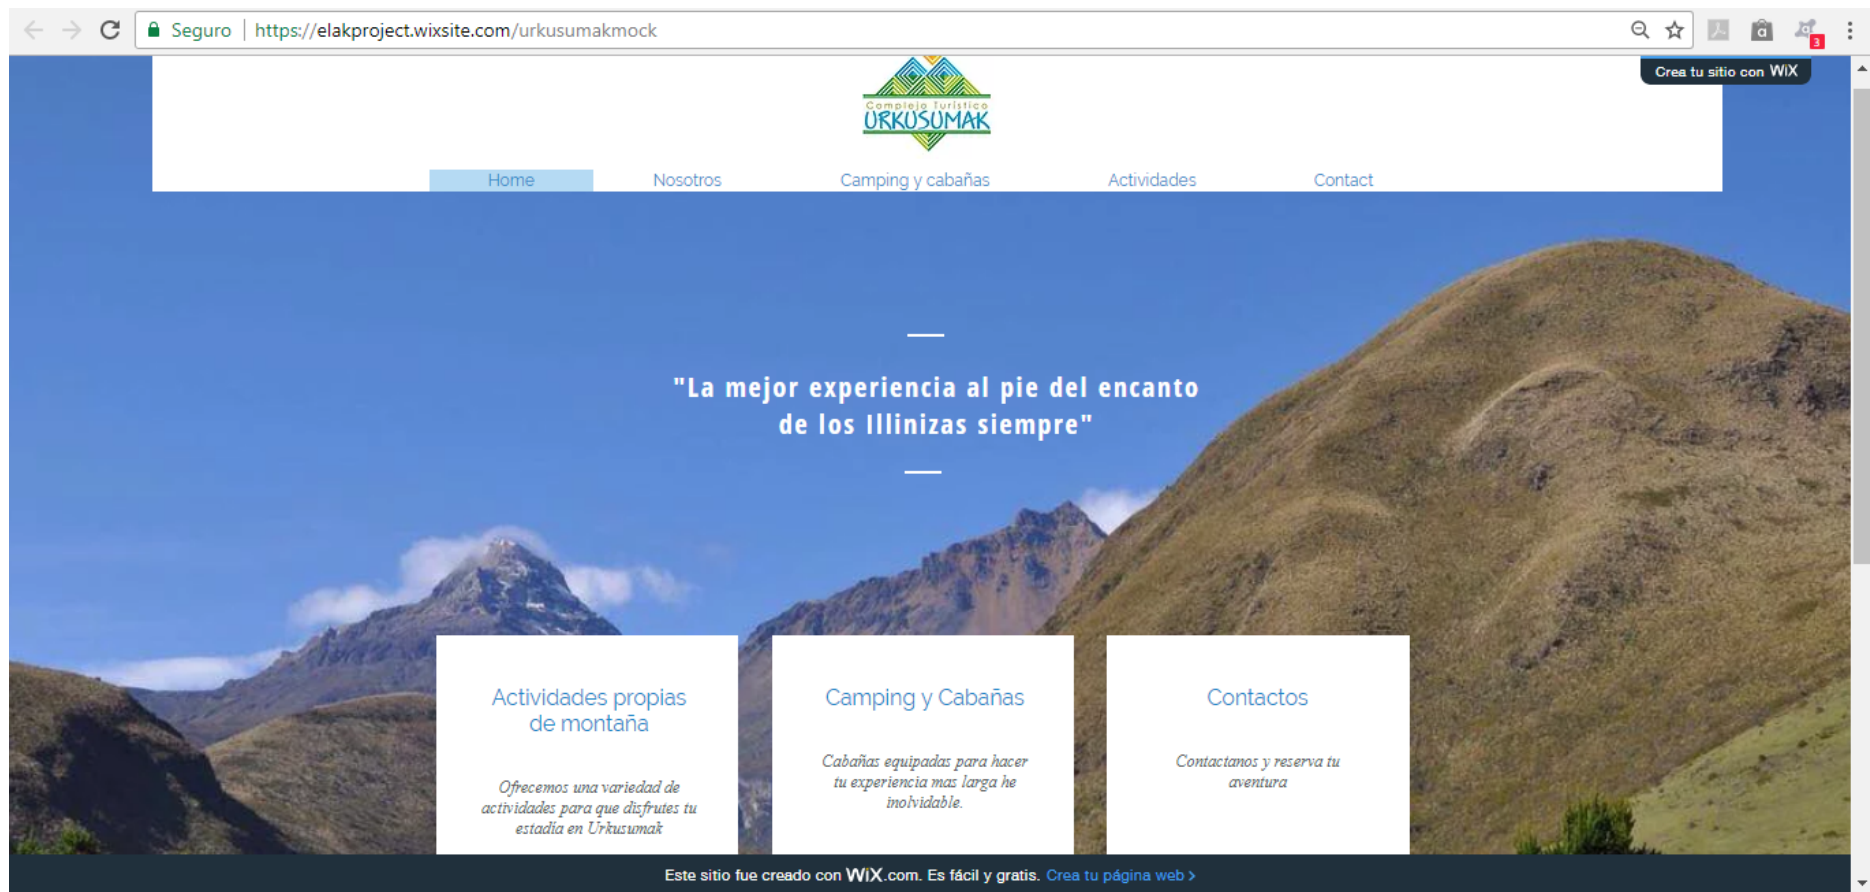 Seguro
https://elakproject.wixsite.com/urkusumakmock
3
Crea tu sitio con WiX
Complejo Turístico
URKUSUMAK
Home Nosotros Camping y cabañas Actividades Contact
"La mejor experiencia al pie del encanto
de los Illinizas siempre"
Actividades propias
de montaña
Ofrecemos una variedad de
actividades para que disfrutes tu
estadía en Urkusumak
Camping y Cabañas
Cabañas equipadas para hacer
tu experiencia mas larga he
inolvidable.
Contactos
Contactanos y reserva tu
aventura
Este sitio fue creado con WiX.com. Es fácil y gratis. Crea tu página web >